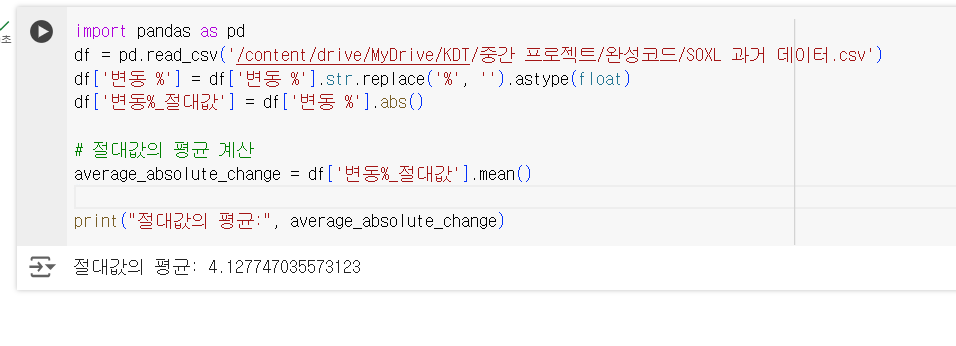 import pandas as pd
df = pd.read_csv('/content/drive/MyDrive/KDT/중간 프로젝트/완성코드/SOXL 과거 데이터.csv')
df['변동 %'] = df['변동 %'].str.replace('%', '').astype(float)
df['변동%_절대값'] = df['변동 %'].abs()
# 절대값의 평균 계산
average_absolute_change = df['변동%_절대값'].mean()
print("절대값의 평균:", average_absolute_change)
절대값의 평균: 4.127747035573123
초